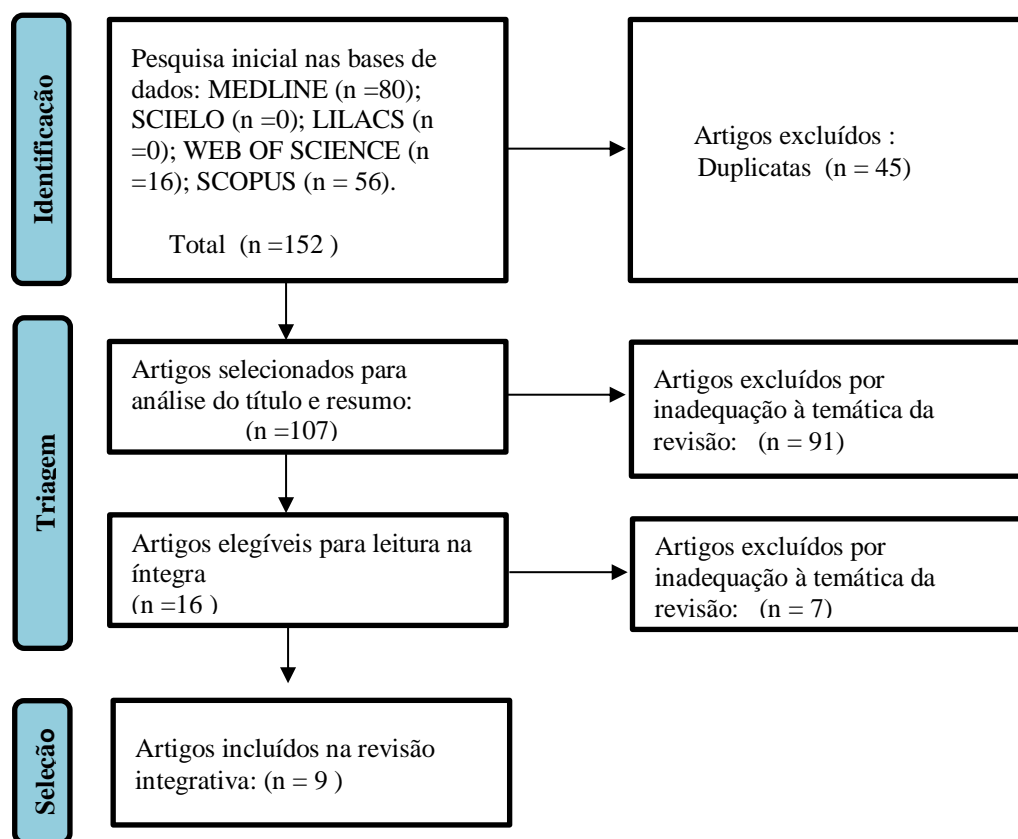 Identificação
Pesquisa inicial nas bases de
dados: MEDLINE (n =80);
SCIELO (n =0); LILACS (n
=0); WEB OF SCIENCE (n
=16); SCOPUS (n = 56).
Total (n =152 )
Artigos excluídos :
Duplicatas (n = 45)
Triagem
Artigos selecionados para
análise do título e resumo:
(n =107)
Artigos excluídos por
inadequação à temática da
revisão: (n = 91)
Artigos elegíveis para leitura na
íntegra
(n =16 )
Artigos excluídos por
inadequação à temática da
revisão: (n = 7)
Seleção
Artigos incluídos na revisão
integrativa: (n = 9 )